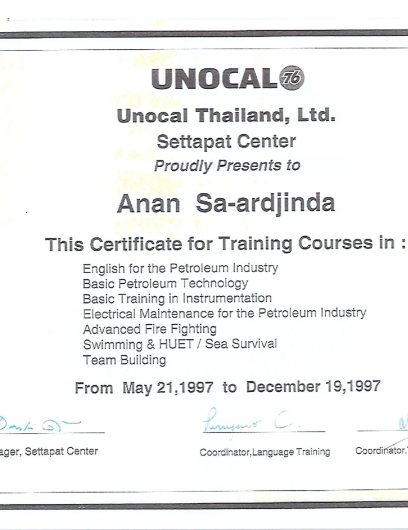 UNOCAL 76
Unocal Thailand, Ltd.
Settapat Center
Proudly Presents to
Anan Sa-ardjinda
This Certificate for Training Courses in :
English for the Petroleum Industry
Basic Petroleum Technology
Basic Training in Instrumentation
Electrical Maintenance for the Petroleum Industry
Advanced Fire Fighting
Swimming & HUET / Sea Survival
Team Building
From May 21,1997 to December 19,1997
ager, Settapat Center
Coordinator,Language Training
Coordinator,